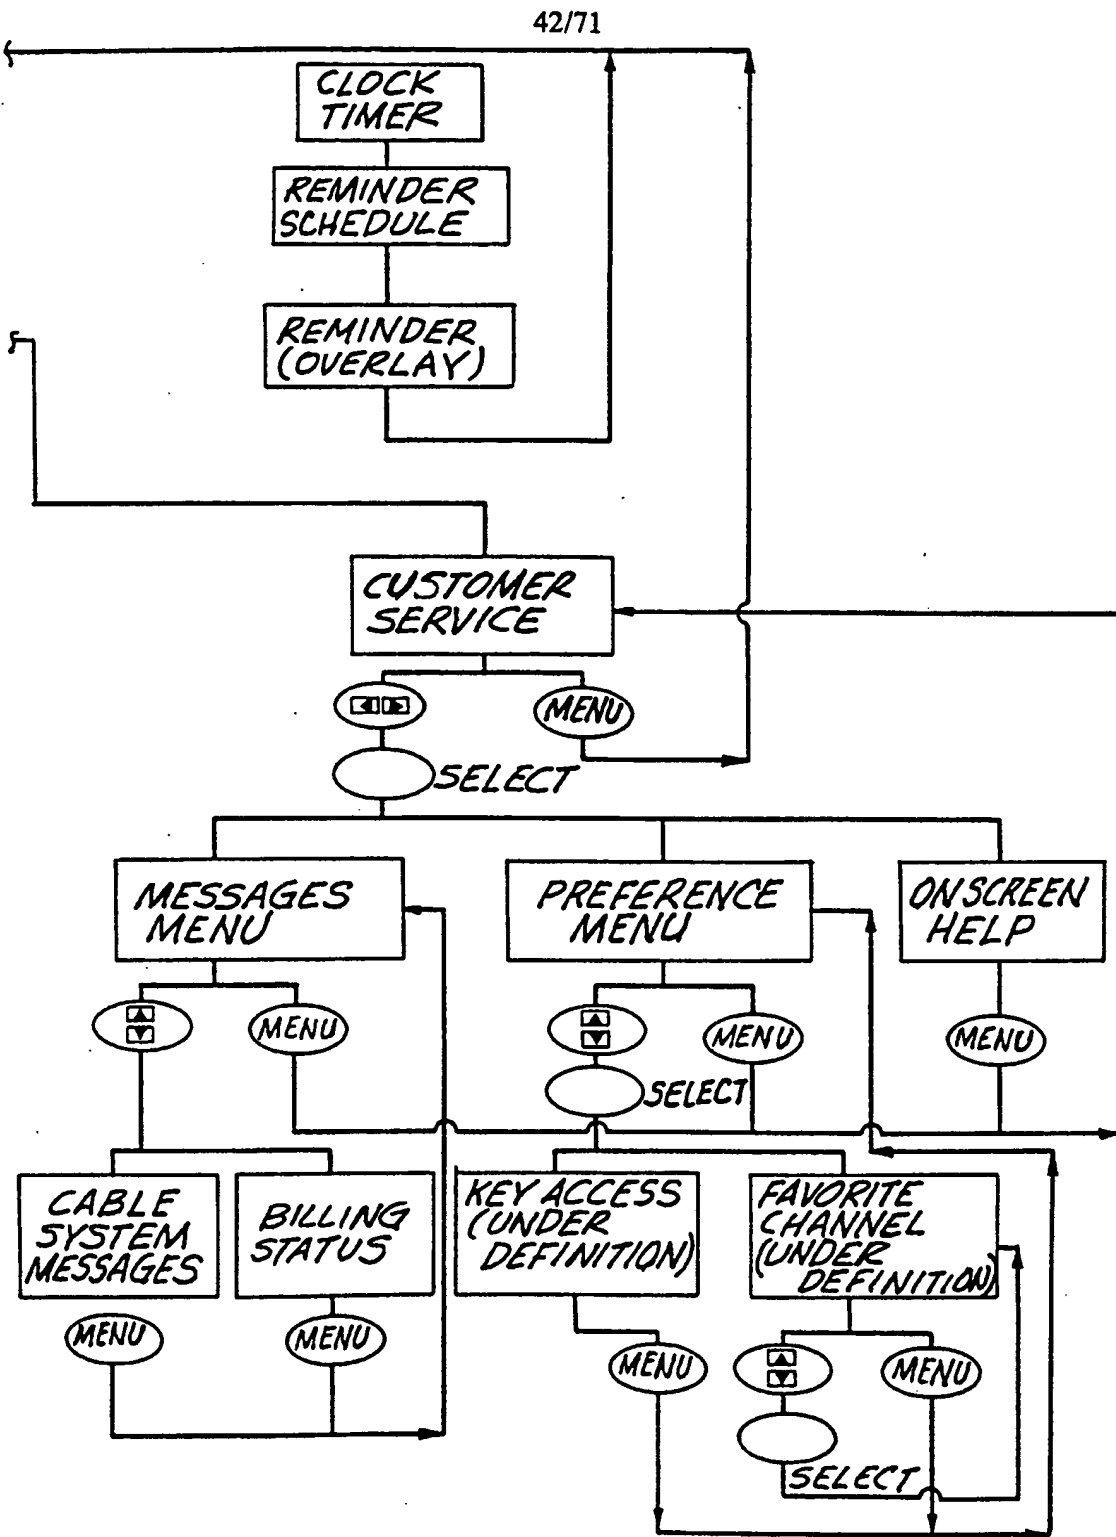 42/71
CLOCK
TIMER
REMINDER
SCHEDULE
REMINDER
(OVERLAY)
CUSTOMER
SERVICE
MENU
SELECT
MESSAGES
MENU
PREFERENCE
MENU
ON SCREEN
HELP
MENU
MENU
MENU
SELECT
CABLE
SYSTEM
MESSAGES
BILLING
STATUS
KEY ACCESS
(UNDER
DEFINITION)
FAVORITE
CHANNEL
(UNDER
DEFINITION)
MENU
MENU
MENU
MENU
SELECT